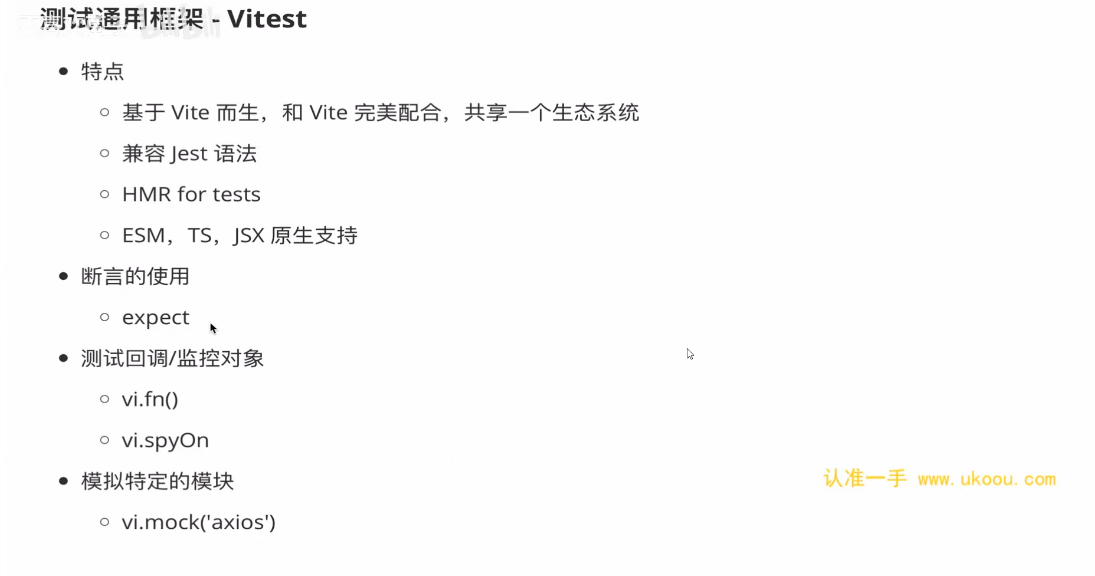 测试通用框架 - Vitest
特点
基于 Vite 而生，和 Vite 完美配合，共享一个生态系统
兼容 Jest 语法
HMR for tests
ESM，TS，JSX 原生支持
断言的使用
expect
测试回调/监控对象
vi.fn()
vi.spyOn
模拟特定的模块
认准一手 www.ukoou.com
vi.mock('axios')